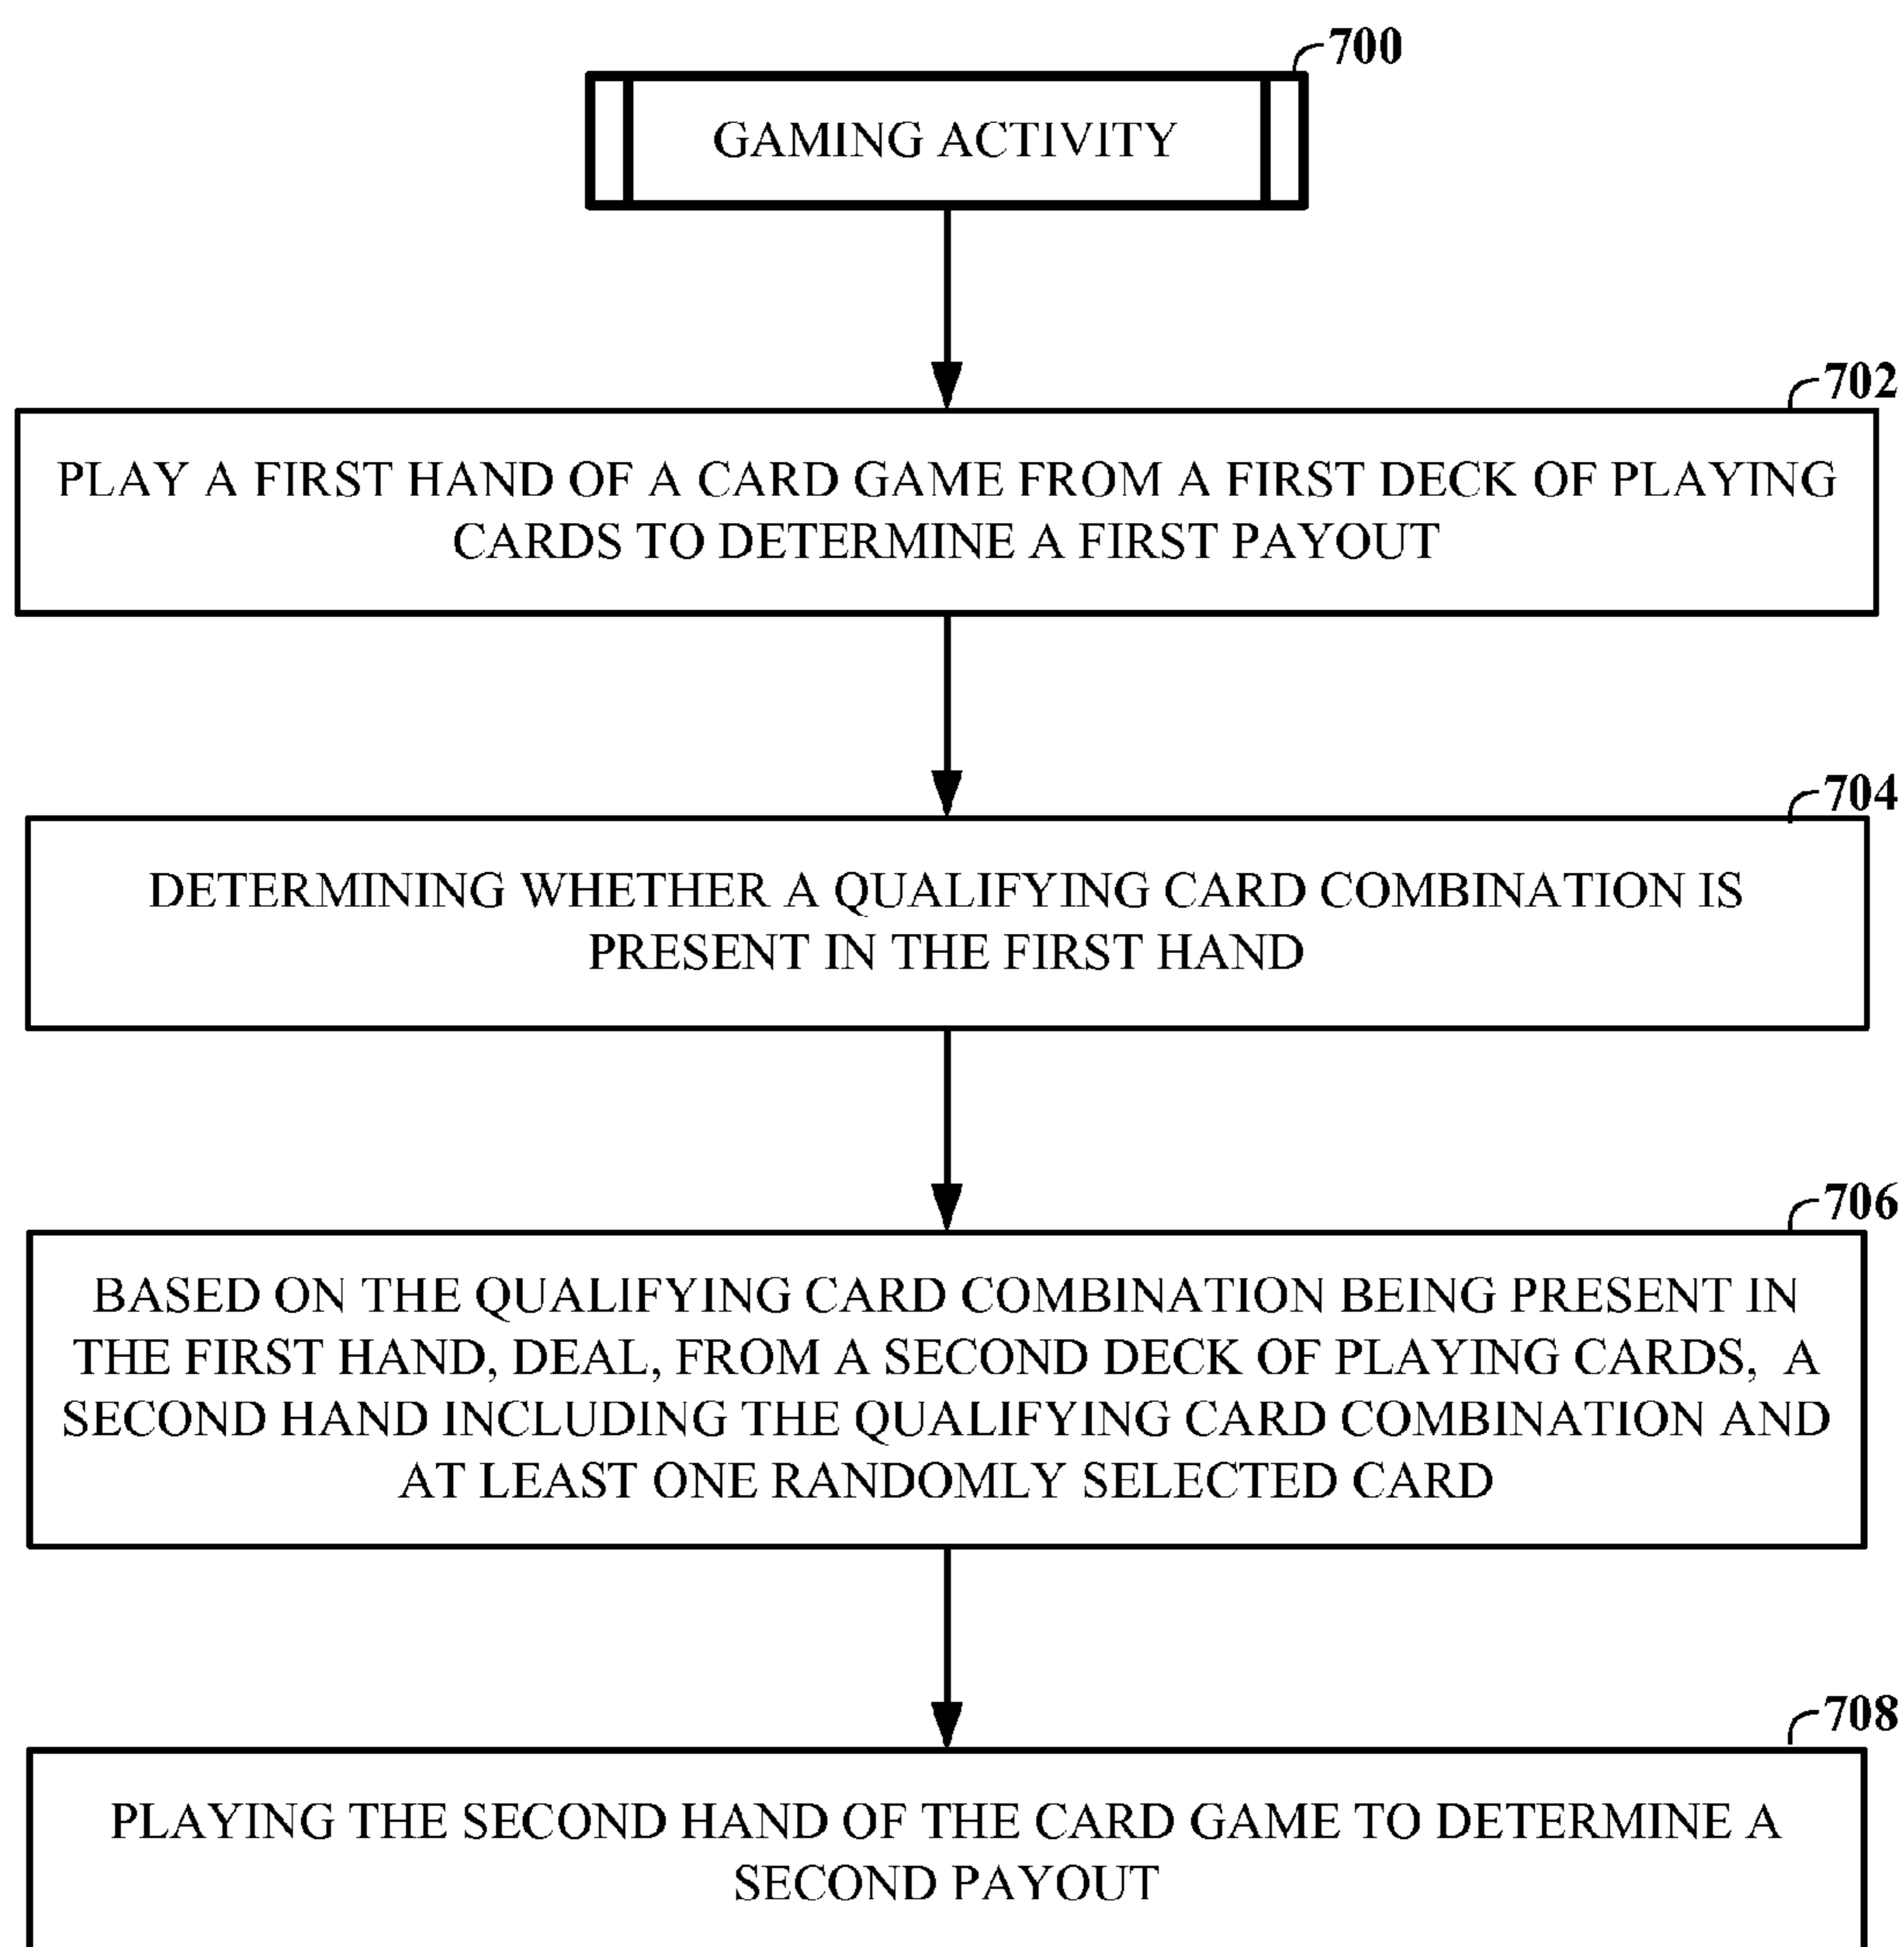 700
GAMING ACTIVITY
702
PLAY A FIRST HAND OF A CARD GAME FROM A FIRST DECK OF PLAYING
CARDS TO DETERMINE A FIRST PAYOUT
704
DETERMINING WHETHER A QUALIFYING CARD COMBINATION IS
PRESENT IN THE FIRST HAND
706
BASED ON THE QUALIFYING CARD COMBINATION BEING PRESENT IN
THE FIRST HAND, DEAL, FROM A SECOND DECK OF PLAYING CARDS, A
SECOND HAND INCLUDING THE QUALIFYING CARD COMBINATION AND
AT LEAST ONE RANDOMLY SELECTED CARD
708
PLAYING THE SECOND HAND OF THE CARD GAME TO DETERMINE A
SECOND PAYOUT